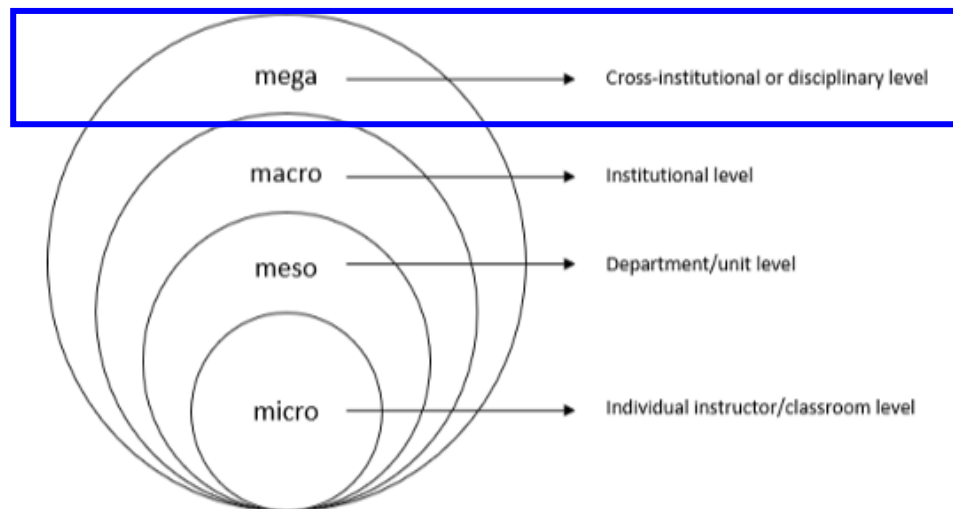 mega
Cross-institutional or disciplinary level
macro
Institutional level
meso
Department/unit level
micro
Individual instructor/classroom level